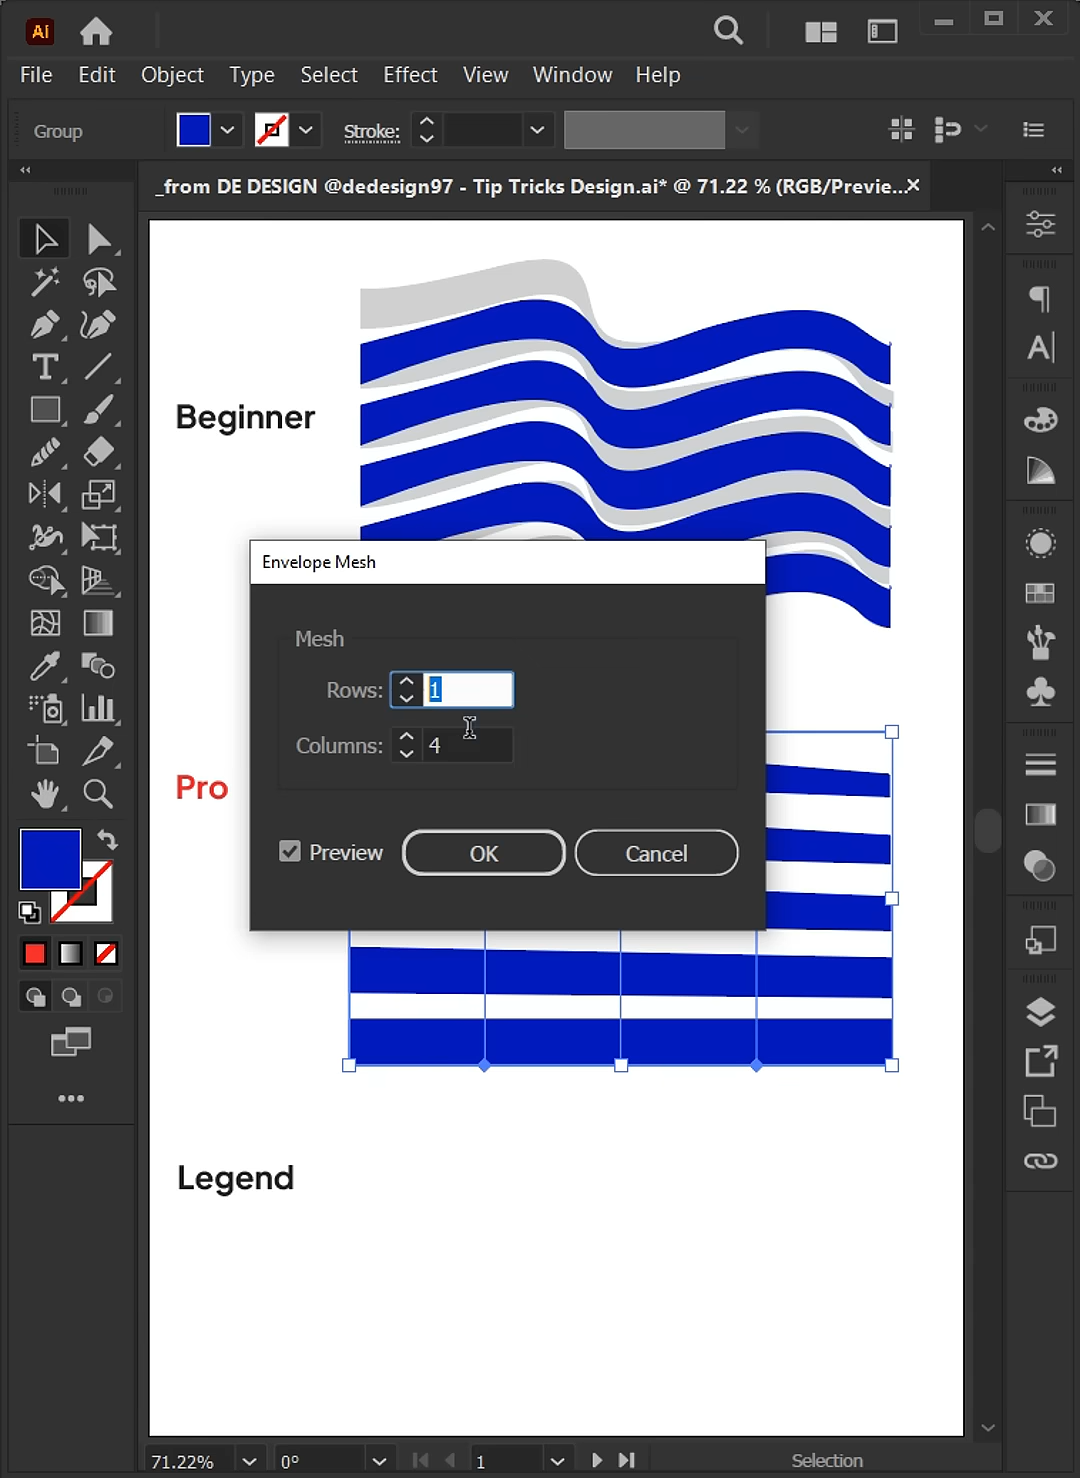 Ai
File Edit Object Type Select Effect View Window Help
Group Stroke:
_from DE DESIGN @dedesign97 - Tip Tricks Design.ai* @ 71.22 % (RGB/Previe...
Beginner
Envelope Mesh
Mesh
Rows: 1
Columns: 4
Pro
Preview OK Cancel
Legend
71.22% 0° 1 Selection